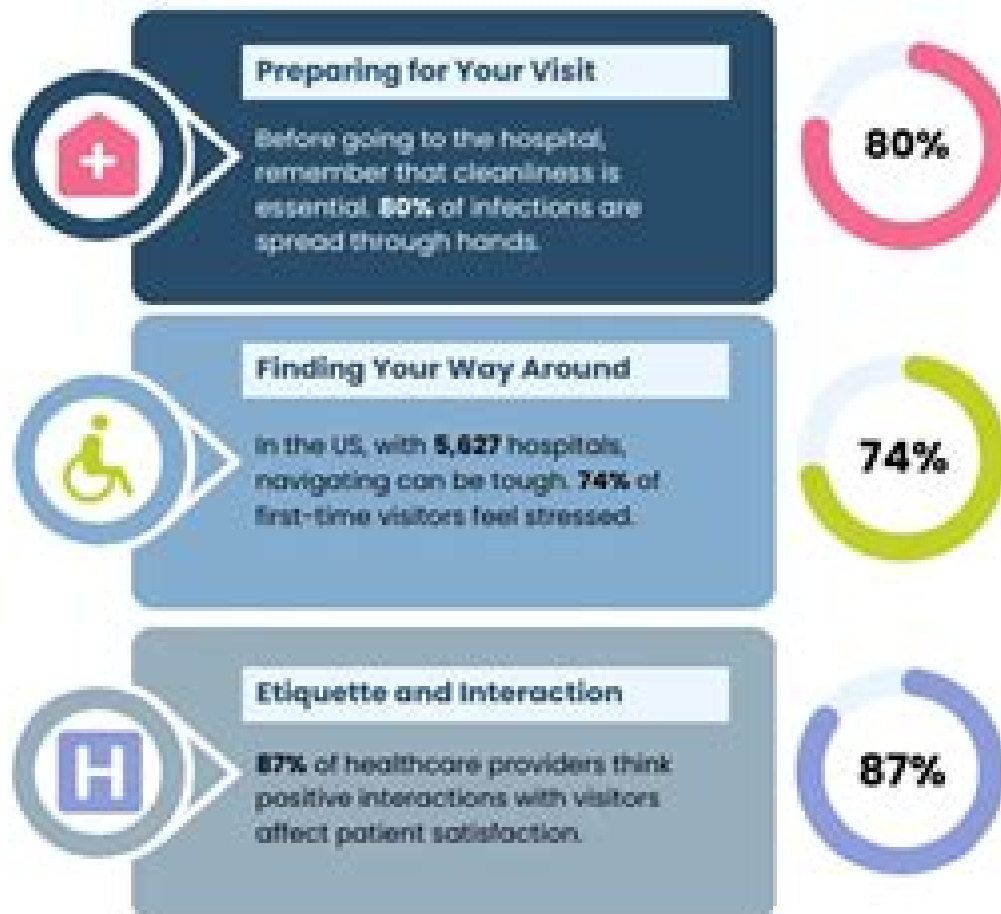 Preparing for Your Visit
Before going to the hospital,
remember that cleanliness is
essential. 80% of infections are
spread through hands.
80%
Finding Your Way Around
In the US, with 5,627 hospitals,
navigating can be tough. 74% of
first-time visitors feel stressed.
74%
H
Etiquette and Interaction
87% of healthcare providers think
positive interactions with visitors
affect patient satisfaction.
87%